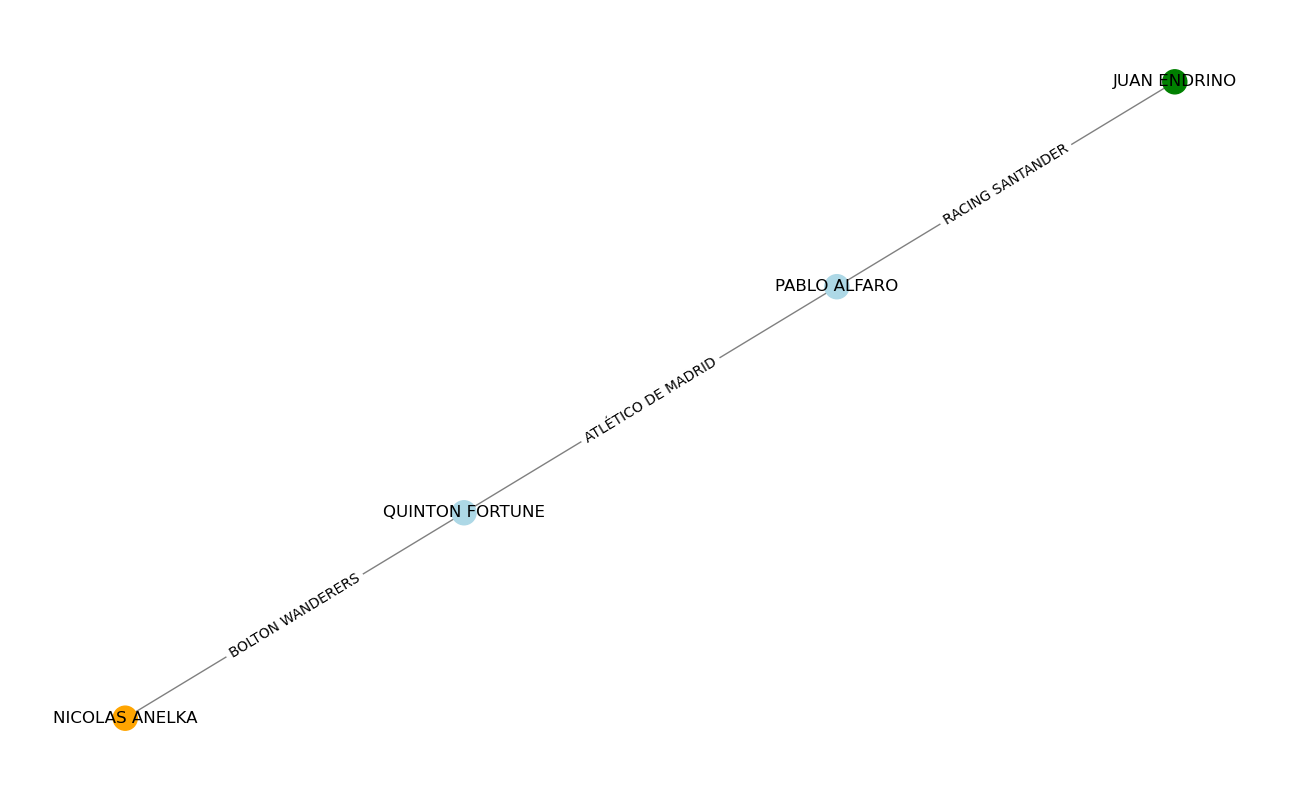 JUAN ENDRINO
RACING SANTANDER
PABLO ALFARO
ATLÉTICO DE MADRID
QUINTON FORTUNE
BOLTON WANDERERS
NICOLAS ANELKA